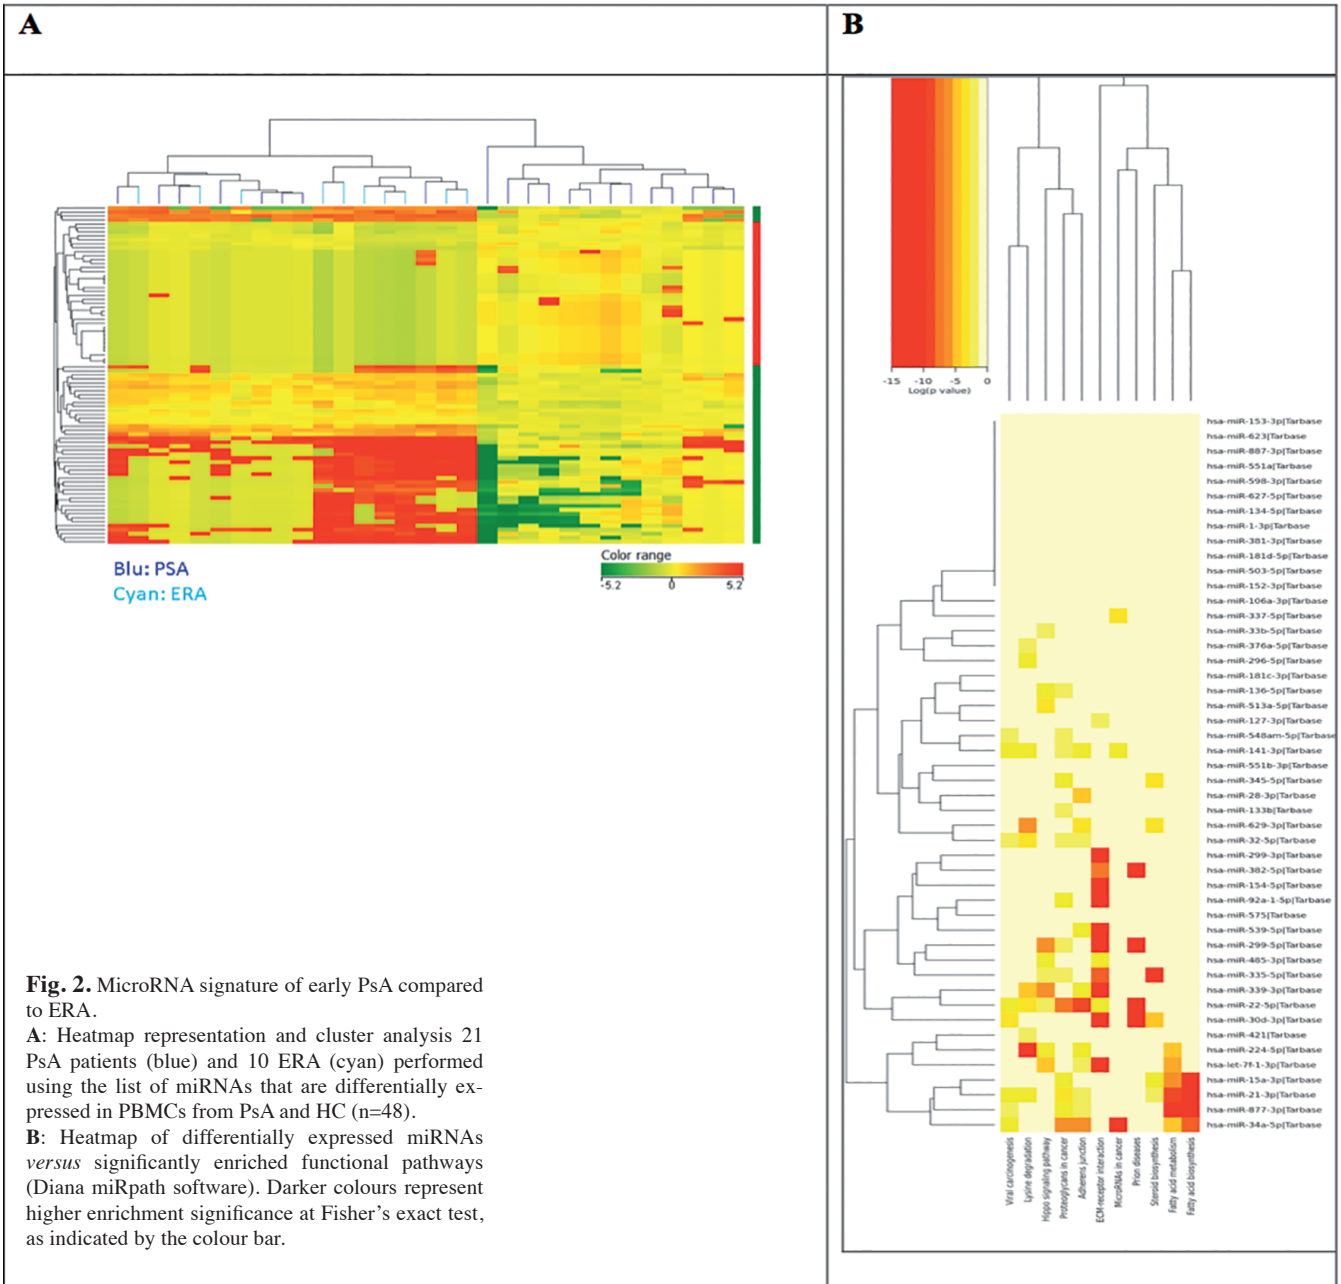 A
B
Blu: PSA
Cyan: ERA
Color range
-5.2 0 5.2
Fig. 2. MicroRNA signature of early PsA compared
to ERA.
A: Heatmap representation and cluster analysis 21
PsA patients (blue) and 10 ERA (cyan) performed
using the list of miRNAs that are differentially ex-
pressed in PBMCs from PsA and HC (n=48).
B: Heatmap of differentially expressed miRNAs
versus significantly enriched functional pathways
(Diana miRpath software). Darker colours represent
higher enrichment significance at Fisher's exact test,
as indicated by the colour bar.
-15 -10 -5 0
Log(p value)
hsa-miR-153-3p|Tarbase
hsa-miR-623|Tarbase
hsa-miR-887-3p|Tarbase
hsa-miR-551a|Tarbase
hsa-miR-598-3p|Tarbase
hsa-miR-627-5p|Tarbase
hsa-miR-134-5p|Tarbase
hsa-miR-1-3p|Tarbase
hsa-miR-381-3p|Tarbase
hsa-miR-181d-5p|Tarbase
hsa-miR-503-5p|Tarbase
hsa-miR-152-3p|Tarbase
hsa-miR-106a-3p|Tarbase
hsa-miR-337-5p|Tarbase
hsa-miR-33b-5p|Tarbase
hsa-miR-376a-5p|Tarbase
hsa-miR-296-5p|Tarbase
hsa-miR-181c-3p|Tarbase
hsa-miR-136-5p|Tarbase
hsa-miR-513a-5p|Tarbase
hsa-miR-127-3p|Tarbase
hsa-miR-548am-5p|Tarbase
hsa-miR-141-3p|Tarbase
hsa-miR-551b-3p|Tarbase
hsa-miR-345-5p|Tarbase
hsa-miR-28-3p|Tarbase
hsa-miR-133b|Tarbase
hsa-miR-629-3p|Tarbase
hsa-miR-32-5p|Tarbase
hsa-miR-299-3p|Tarbase
hsa-miR-382-5p|Tarbase
hsa-miR-154-5p|Tarbase
hsa-miR-92a-1-5p|Tarbase
hsa-miR-575|Tarbase
hsa-miR-539-5p|Tarbase
hsa-miR-299-5p|Tarbase
hsa-miR-485-3p|Tarbase
hsa-miR-335-5p|Tarbase
hsa-miR-339-3p|Tarbase
hsa-miR-22-5p|Tarbase
hsa-miR-30d-3p|Tarbase
hsa-miR-421|Tarbase
hsa-miR-224-5p|Tarbase
hsa-let-7f-1-3p|Tarbase
hsa-miR-15a-3p|Tarbase
hsa-miR-21-3p|Tarbase
hsa-miR-877-3p|Tarbase
hsa-miR-34a-5p|Tarbase
Viral carcinogenesis
Lysine degradation
Hippo signaling pathway
Proteoglycans in cancer
Adherens junction
ECM-receptor interaction
MicroRNAs in cancer
Prion diseases
Steroid biosynthesis
Fatty acid metabolism
Fatty acid biosynthesis